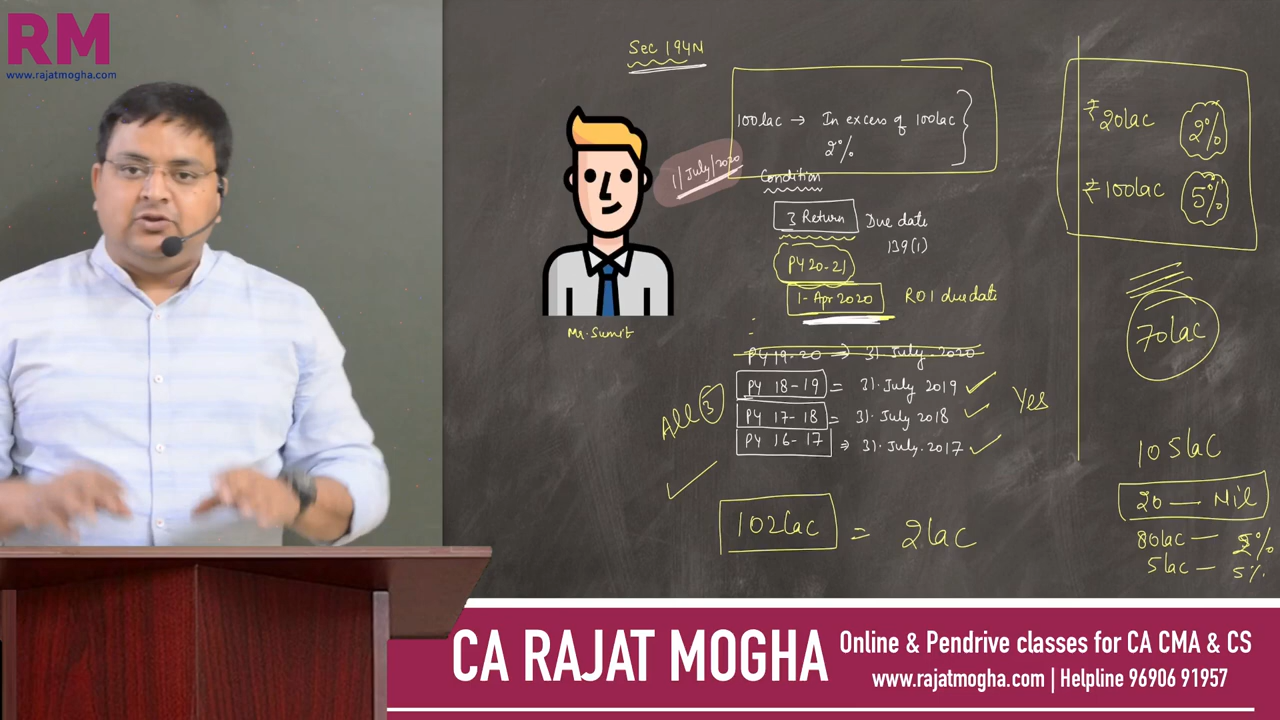 RM
www.rajatmogha.com
Sec 194N
100lac → In excess of 100lac
2%
1/July/2020
Condition
3 Return Due date
139(1)
PY 20-21
1-Apr 2020 ROI due date
Mr. Sumit
PY 19-20 → 31 July-2020
PY 18-19 = 31-July 2019 ✓
PY 17-18 = 31-July 2018 ✓
PY 16-17 ⇒ 31-July-2017 ✓
All 3
Yes
✓
102lac = 2lac
₹20lac 2%
₹100lac 5%
70lac
105lac
20 — Nil
80lac — 2%
5lac — 5%
CA RAJAT MOGHA
Online & Pendrive classes for CA CMA & CS
www.rajatmogha.com | Helpline 96906 91957